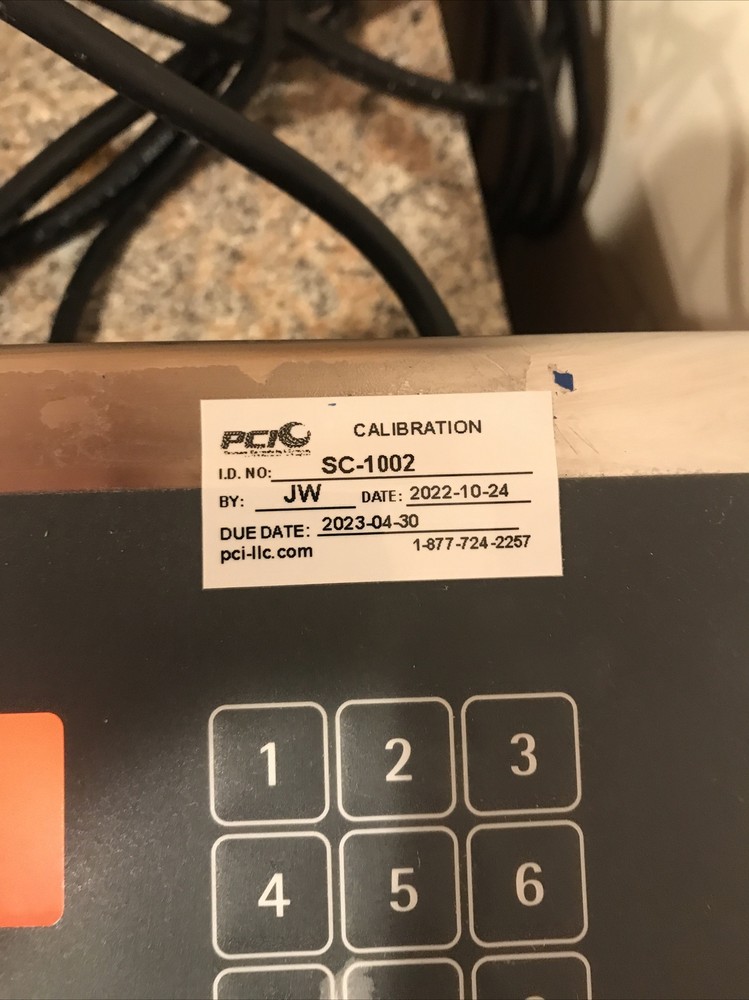 PCI CALIBRATION
I.D. NO: SC-1002
BY: JW DATE: 2022-10-24
DUE DATE: 2023-04-30
pci-llc.com 1-877-724-2257
1 2 3
4 5 6